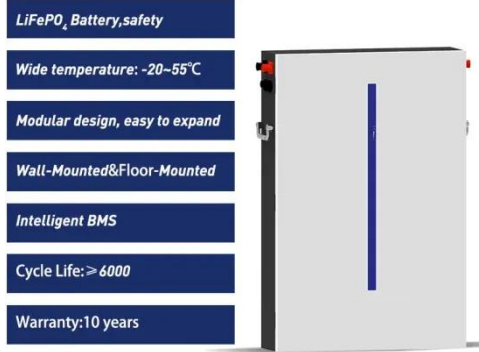 LiFePO₄ Battery,safety
Wide temperature: -20~55℃
Modular design, easy to expand
Wall-Mounted&Floor-Mounted
Intelligent BMS
Cycle Life:≥6000
Warranty:10 years